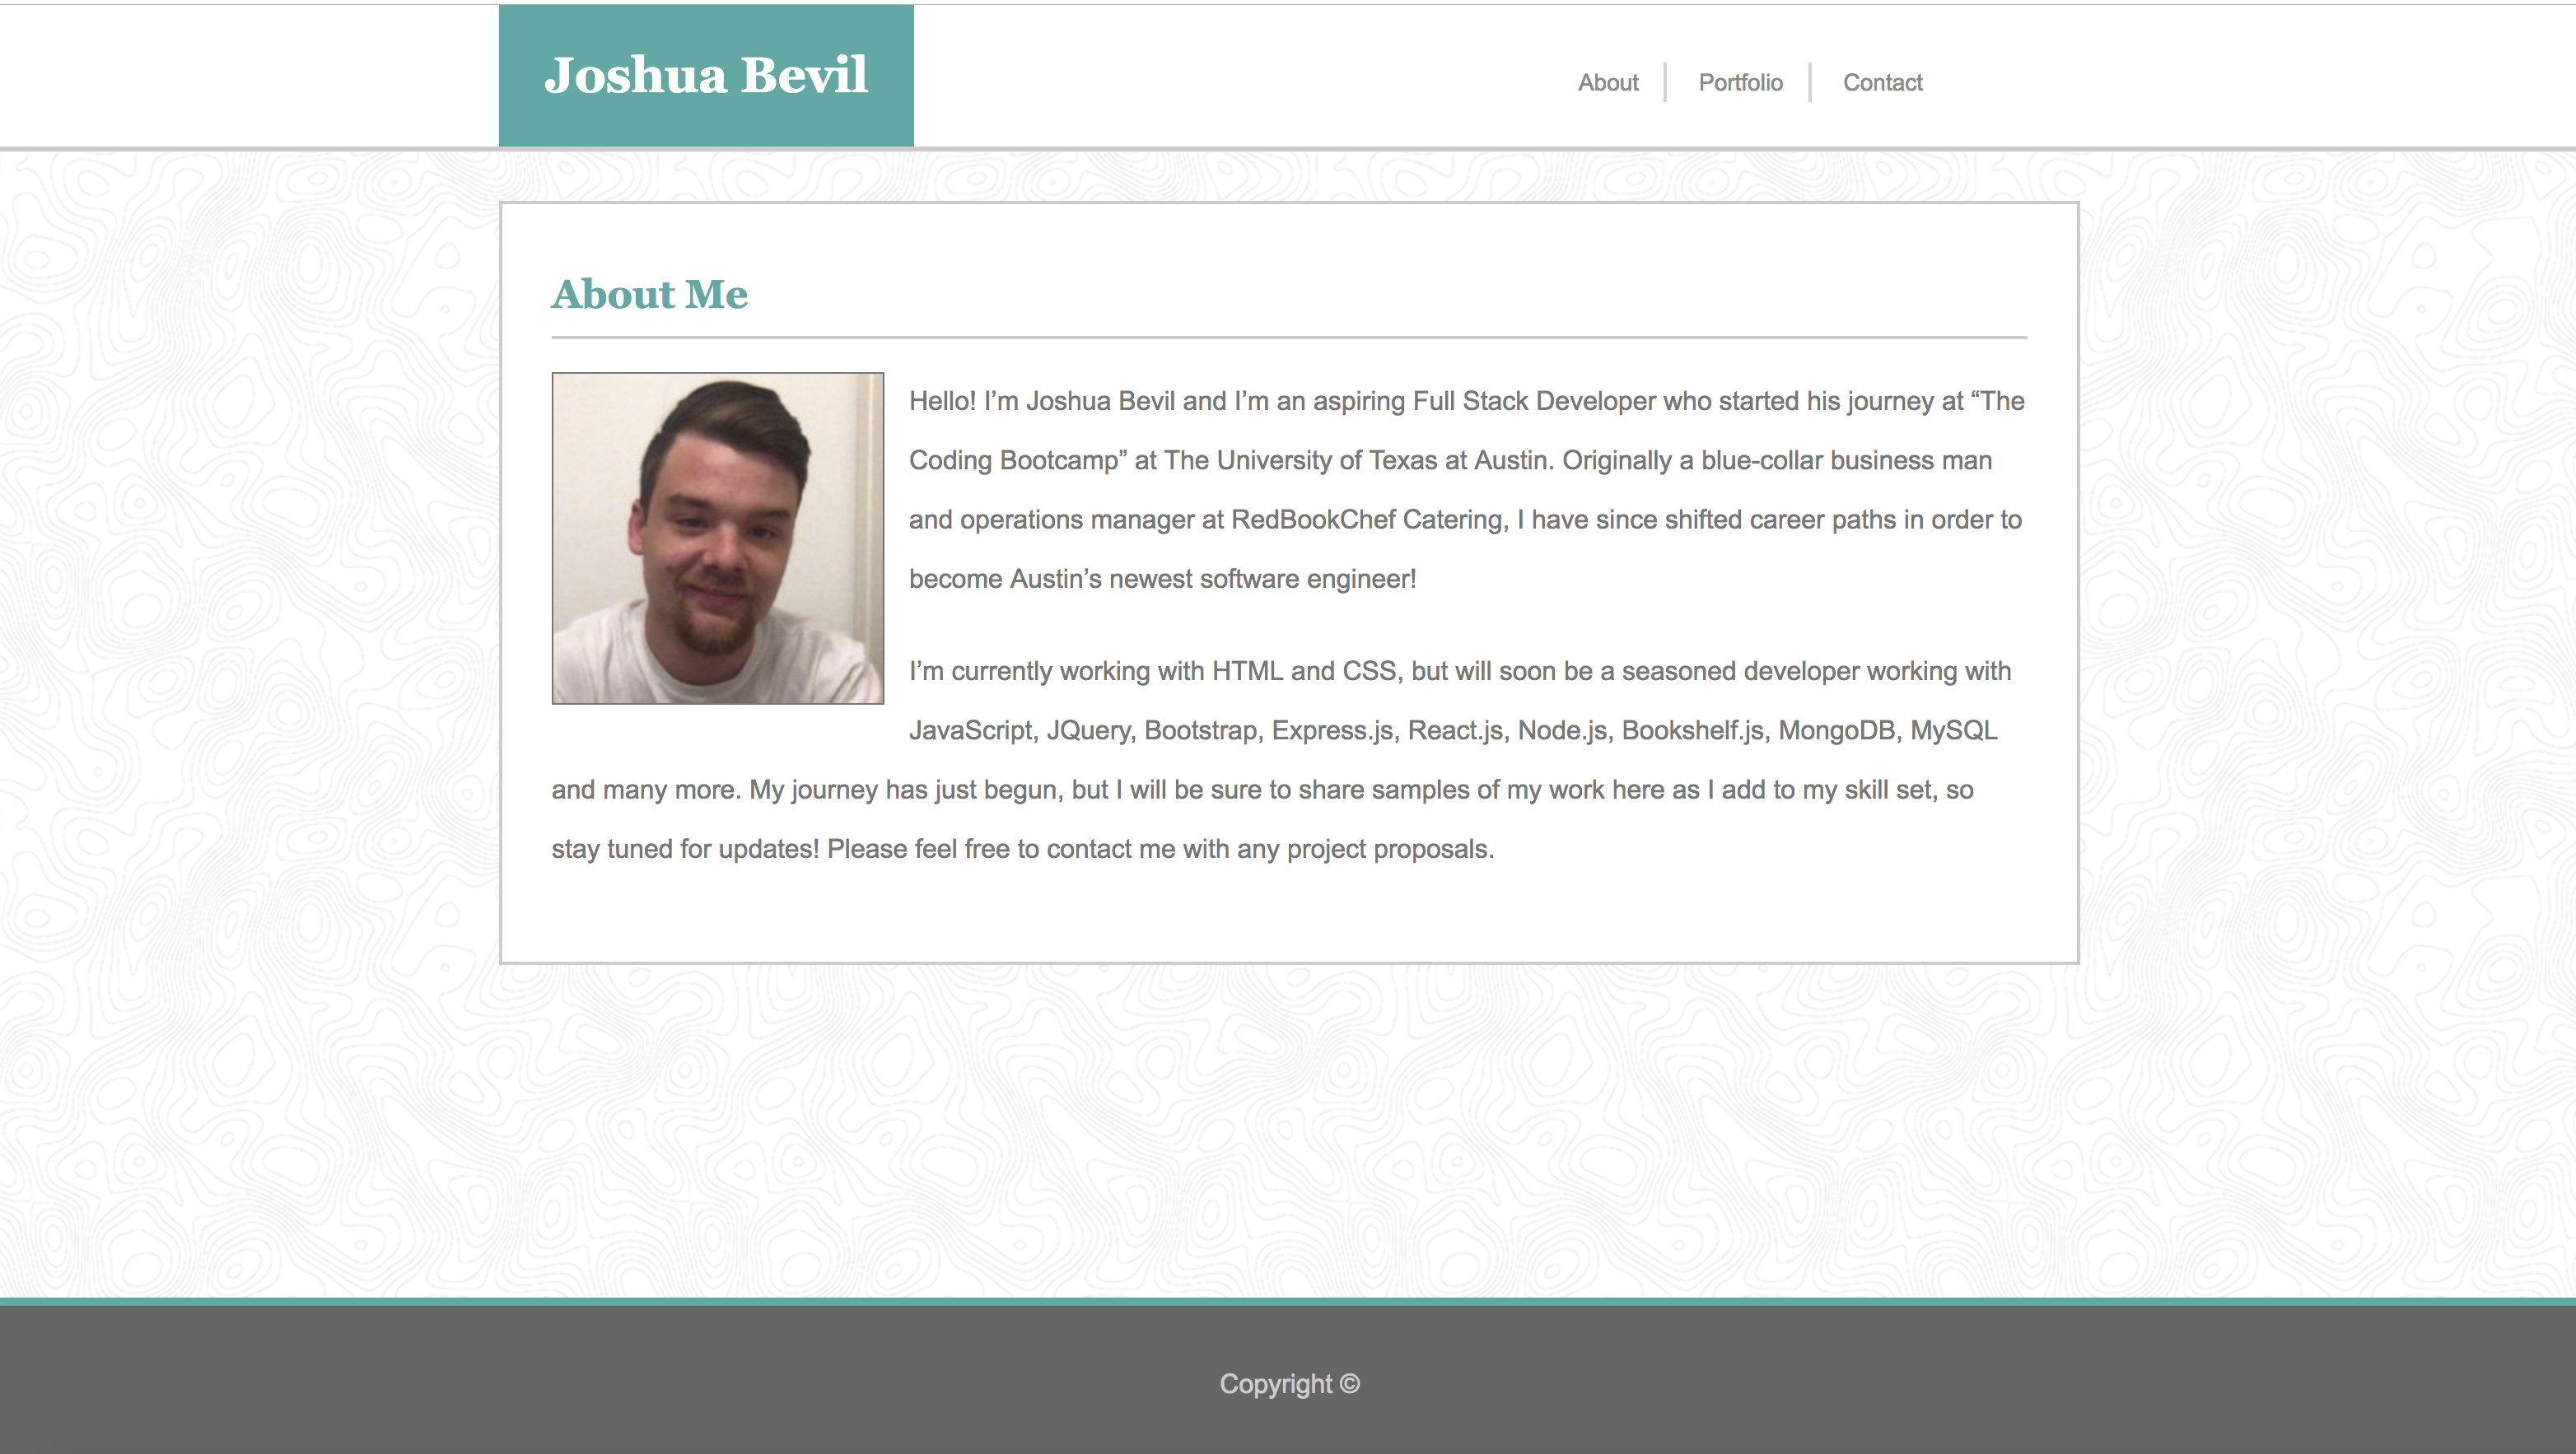 Joshua Bevil
About
Portfolio
Contact
About Me
Hello! I’m Joshua Bevil and I’m an aspiring Full Stack Developer who started his journey at “The
Coding Bootcamp” at The University of Texas at Austin. Originally a blue-collar business man
and operations manager at RedBookChef Catering, I have since shifted career paths in order to
become Austin’s newest software engineer!
I’m currently working with HTML and CSS, but will soon be a seasoned developer working with
JavaScript, JQuery, Bootstrap, Express.js, React.js, Node.js, Bookshelf.js, MongoDB, MySQL
and many more. My journey has just begun, but I will be sure to share samples of my work here as I add to my skill set, so
stay tuned for updates! Please feel free to contact me with any project proposals.
Copyright ©